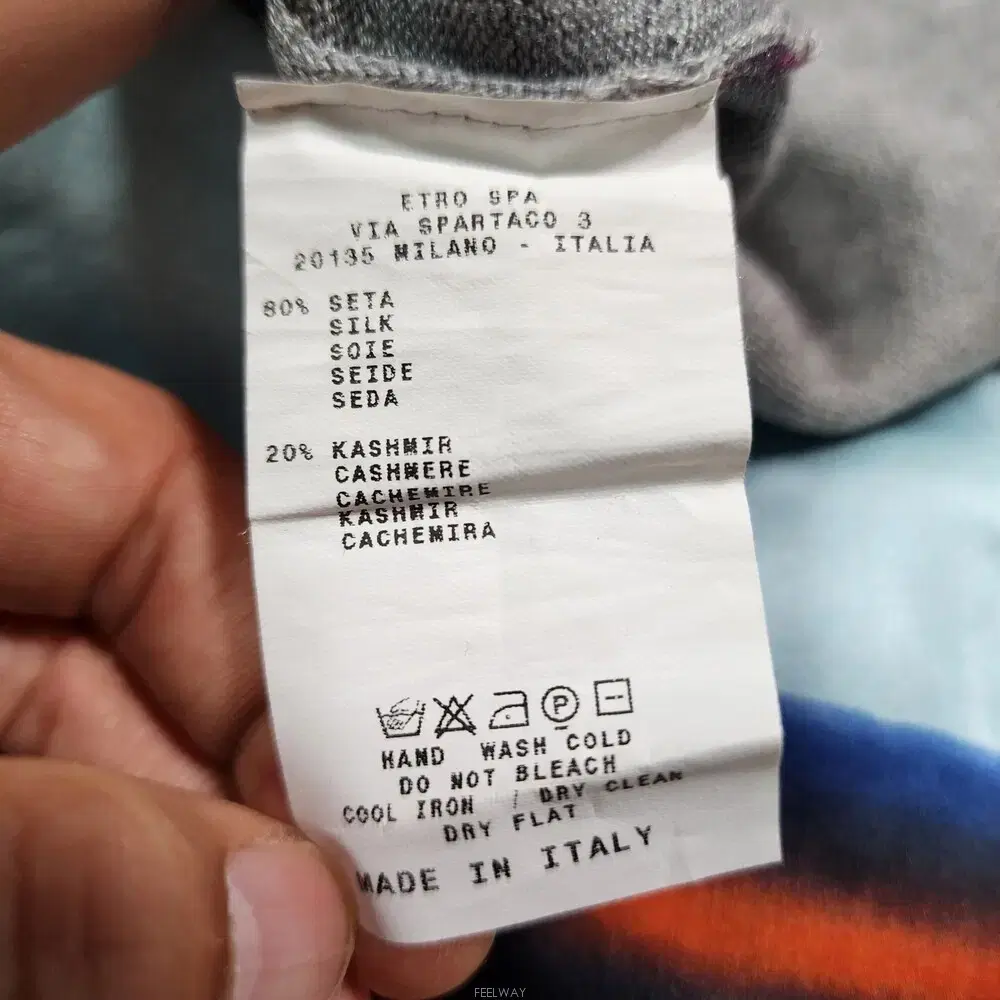 ETRO SPA
VIA SPARTACO 3
20135 MILANO - ITALIA
80% SETA
SILK
SOIE
SEIDE
SEDA
20% KASHMIR
CASHMERE
CACHEMIRE
KASHMIR
CACHEMIRA
P
HAND WASH COLD
DO NOT BLEACH
COOL IRON / DRY CLEAN
DRY FLAT
MADE IN ITALY
FEELWAY